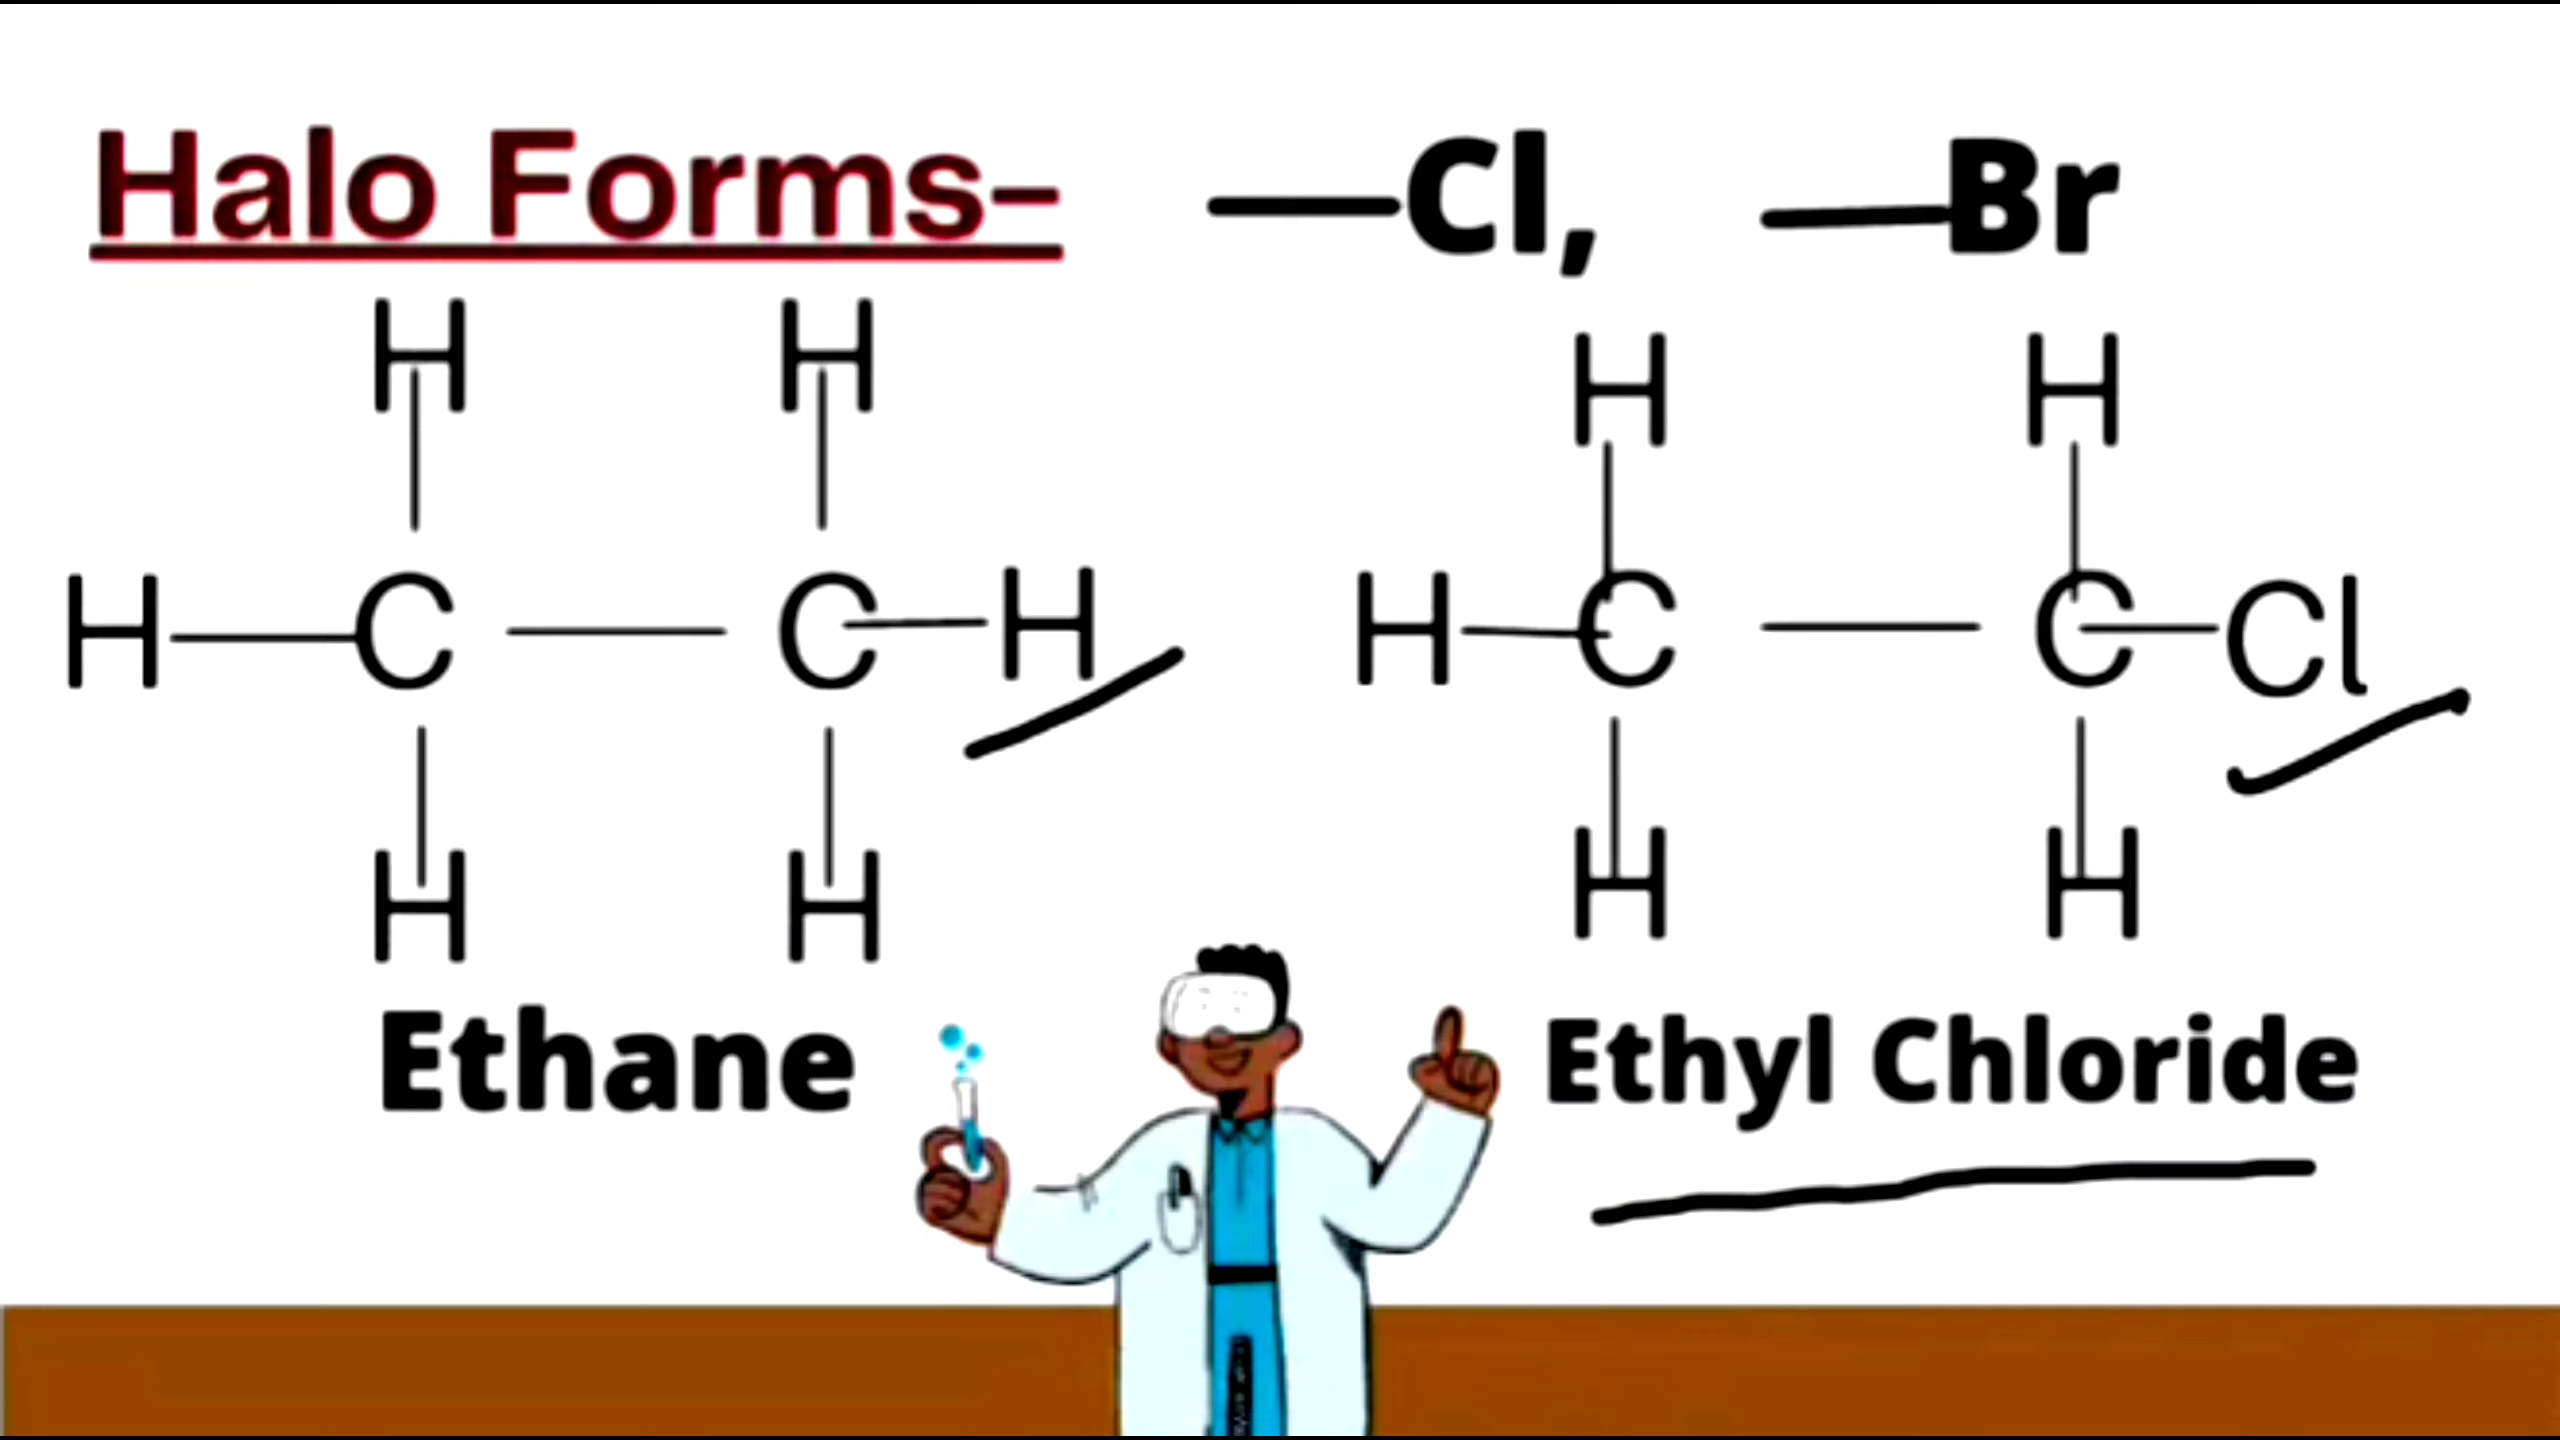 Halo Forms- —Cl, —Br
H H H H
H—C — C—H H—C — C—Cl
H H H H
Ethane Ethyl Chloride